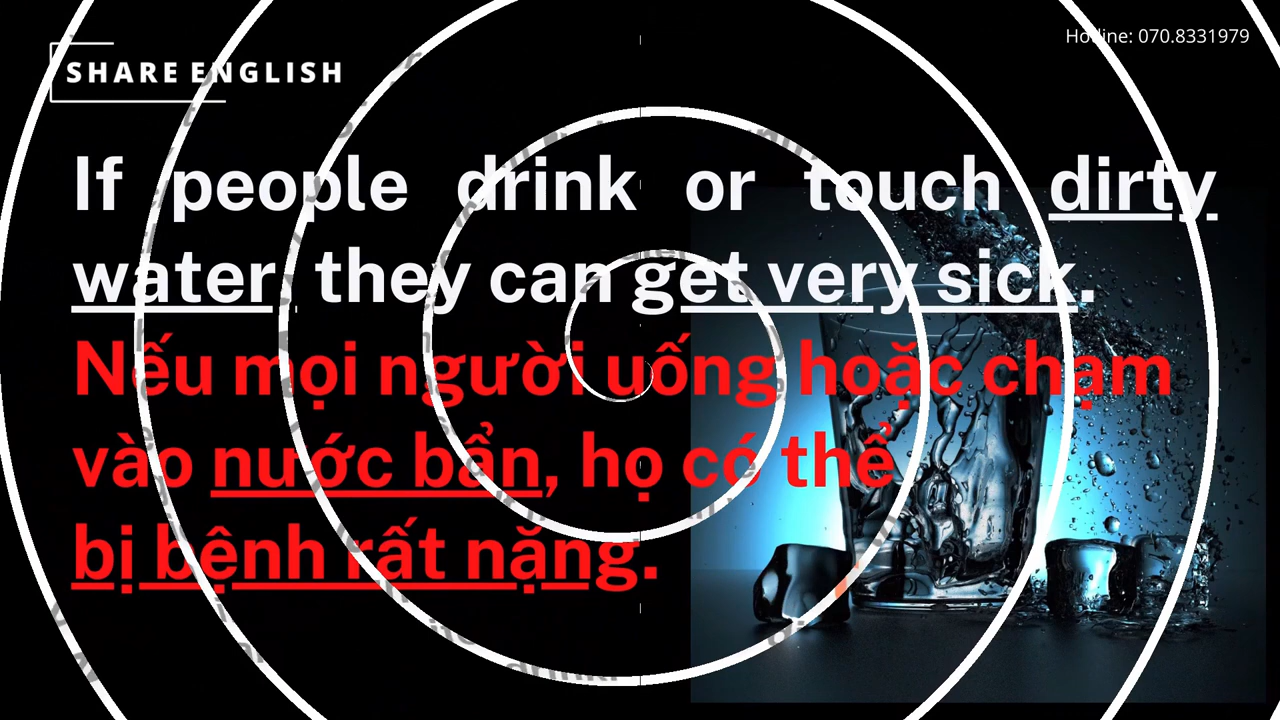 SHARE ENGLISH
Hotline: 070.8331979
If people drink or touch dirty
water, they can get very sick.
Nếu mọi người uống hoặc chạm
vào nước bẩn, họ có thể
bị bệnh rất nặng.